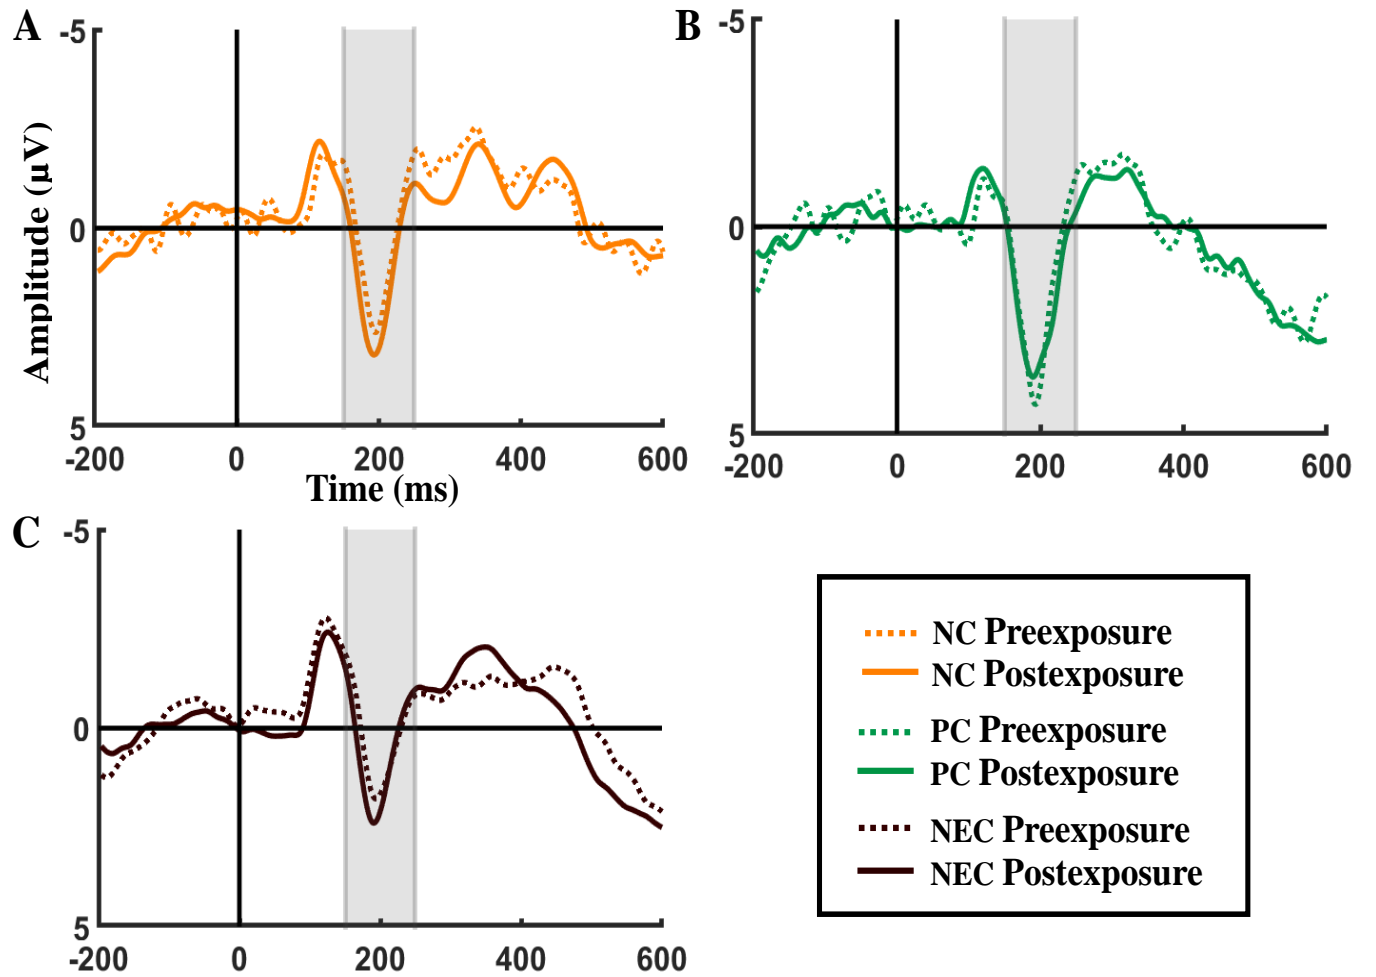 A
-5
0
5
Amplitude (µV)
-200 0 200 400 600
Time (ms)
B
-5
0
5
-200 0 200 400 600
C
-5
0
5
-200 0 200 400 600
NC Preexposure
NC Postexposure
PC Preexposure
PC Postexposure
NEC Preexposure
NEC Postexposure